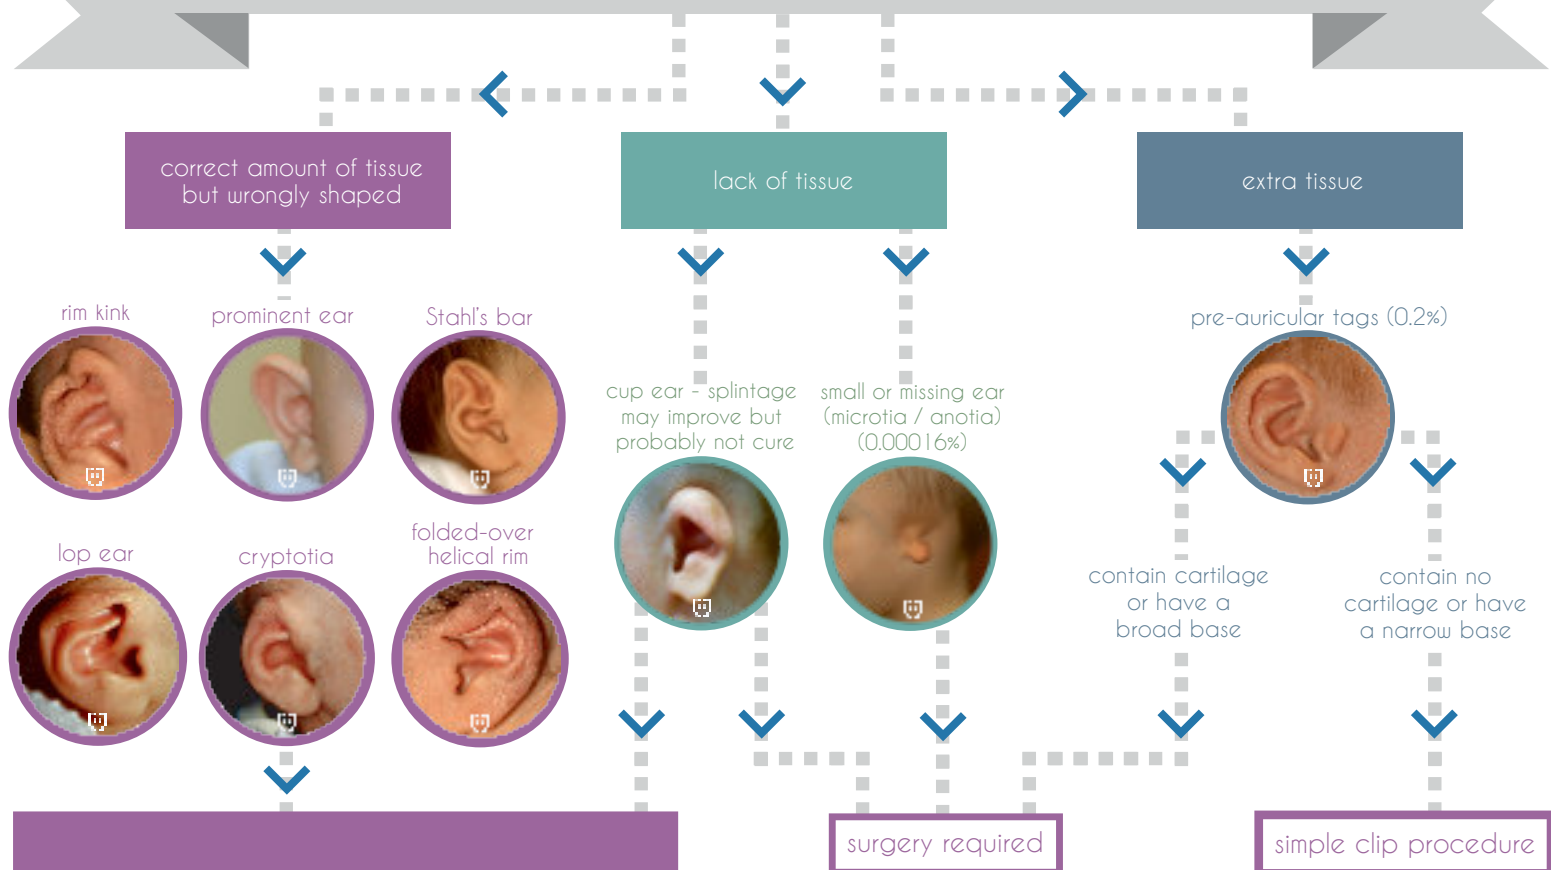 correct amount of tissue
but wrongly shaped
lack of tissue
extra tissue
rim kink
prominent ear
Stahl's bar
pre-auricular tags (0.2%)
cup ear - splintage
may improve but
probably not cure
small or missing ear
(microtia / anotia)
(0.00016%)
lop ear
cryptotia
folded-over
helical rim
contain cartilage
or have a
broad base
contain no
cartilage or have
a narrow base
surgery required
simple clip procedure